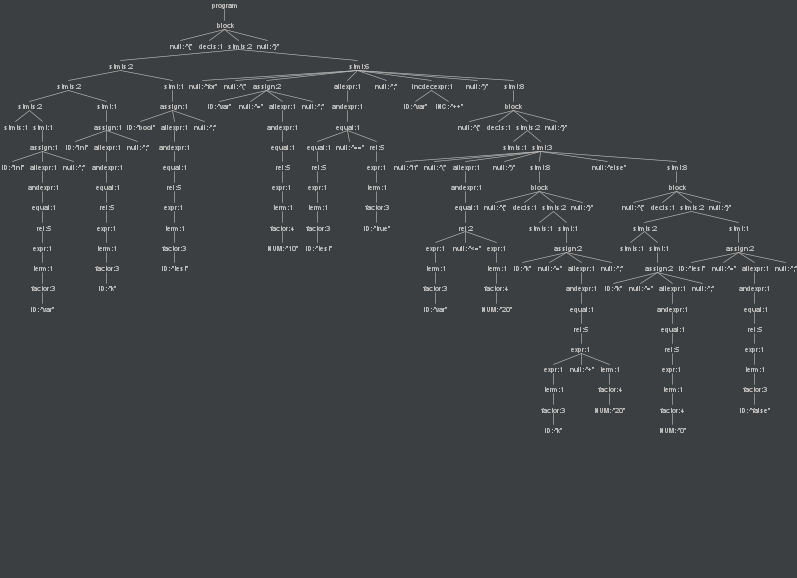 program
block
null:"{" decls:1 stmts:2 null:"}"
stmts:2 stmt:6
stmts:2 stmt:1 null:"for" null:"(" assign:2 allexpr:1 null:";" incdecexpr:1 null:")" stmt:8
stmts:2 stmt:1 assign:1 ID:"var" null:"=" allexpr:1 null:";" andexpr:1 ID:"var" INC:"++" block
stmts:1 stmt:1 assign:1 ID:"bool" allexpr:1 null:";" andexpr:1 equal:1 null:"{" decls:1 stmts:2 null:"}"
assign:1 ID:"int" allexpr:1 null:";" andexpr:1 equal:1 equal:1 null:"==" rel:5 stmts:1 stmt:3
ID:"int" allexpr:1 null:";" andexpr:1 equal:1 rel:5 rel:5 expr:1 null:"if" null:"(" allexpr:1 null:")" stmt:8 null:"else" stmt:8
andexpr:1 equal:1 rel:5 expr:1 expr:1 term:1 andexpr:1 block block
equal:1 rel:5 expr:1 term:1 term:1 factor:3 equal:1 null:"{" decls:1 stmts:2 null:"}" null:"{" decls:1 stmts:2 null:"}"
rel:5 expr:1 term:1 factor:4 factor:3 ID:"true" rel:2 stmts:1 stmt:1 stmts:2 stmt:1
expr:1 term:1 factor:3 NUM:"10" ID:"test" expr:1 null:"<=" expr:1 assign:2 stmts:1 stmt:1 assign:2
term:1 factor:3 ID:"test" term:1 term:1 ID:"k" null:"=" allexpr:1 null:";" assign:2 ID:"test" null:"=" allexpr:1 null:";"
factor:3 ID:"k" factor:3 factor:4 andexpr:1 ID:"k" null:"=" allexpr:1 null:";" andexpr:1
ID:"var" ID:"var" NUM:"20" equal:1 andexpr:1 equal:1
rel:5 equal:1 rel:5
expr:1 rel:5 expr:1
expr:1 null:"+" term:1 expr:1 term:1
term:1 factor:4 term:1 factor:3
factor:3 NUM:"20" factor:4 ID:"false"
ID:"k" NUM:"0"